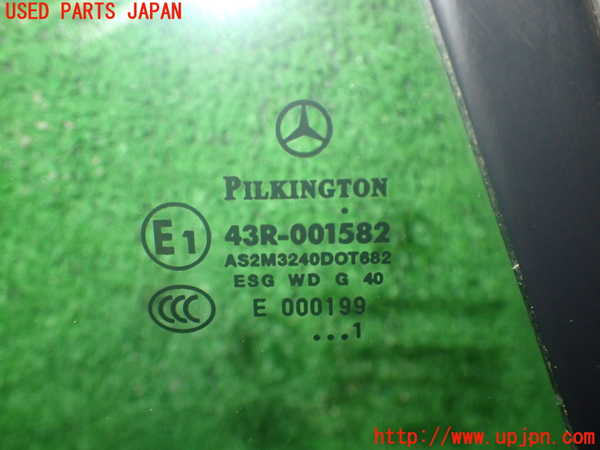 USED PARTS JAPAN
PILKINGTON
E1 43R-001582
AS2M3240DOT682
ESG WD G 40
CCC E 000199
...1
http://www.upjpn.com/